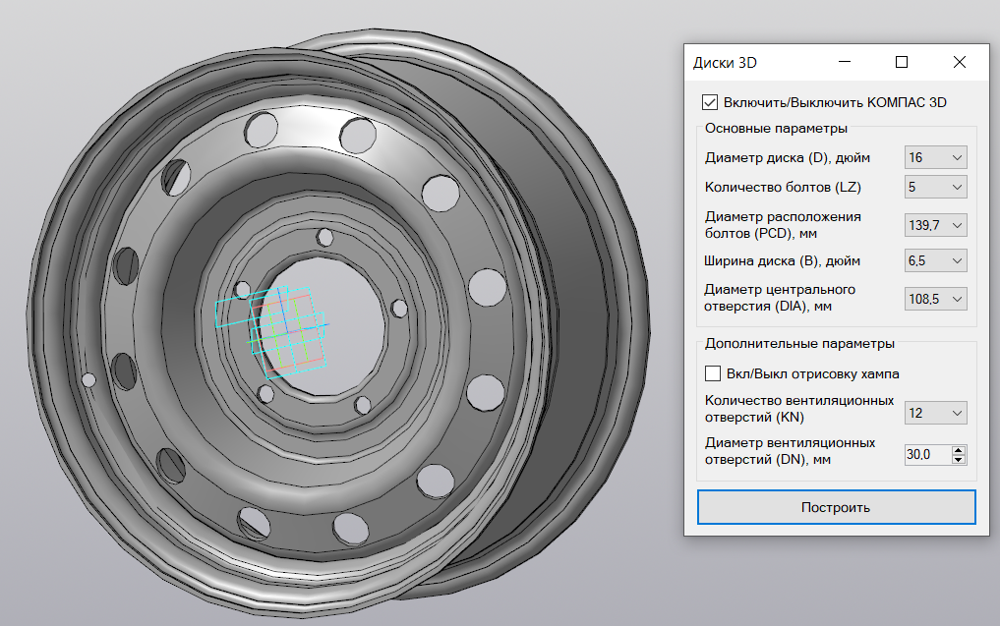 Диски 3D
Включить/Выключить КОМПАС 3D
Основные параметры
Диаметр диска (D), дюйм
16
Количество болтов (LZ)
5
Диаметр расположения
болтов (PCD), мм
139,7
Ширина диска (B), дюйм
6,5
Диаметр центрального
отверстия (DIA), мм
108,5
Дополнительные параметры
Вкл/Выкл отрисовку хампа
Количество вентиляционных
отверстий (KN)
12
Диаметр вентиляционных
отверстий (DN), мм
30,0
Построить